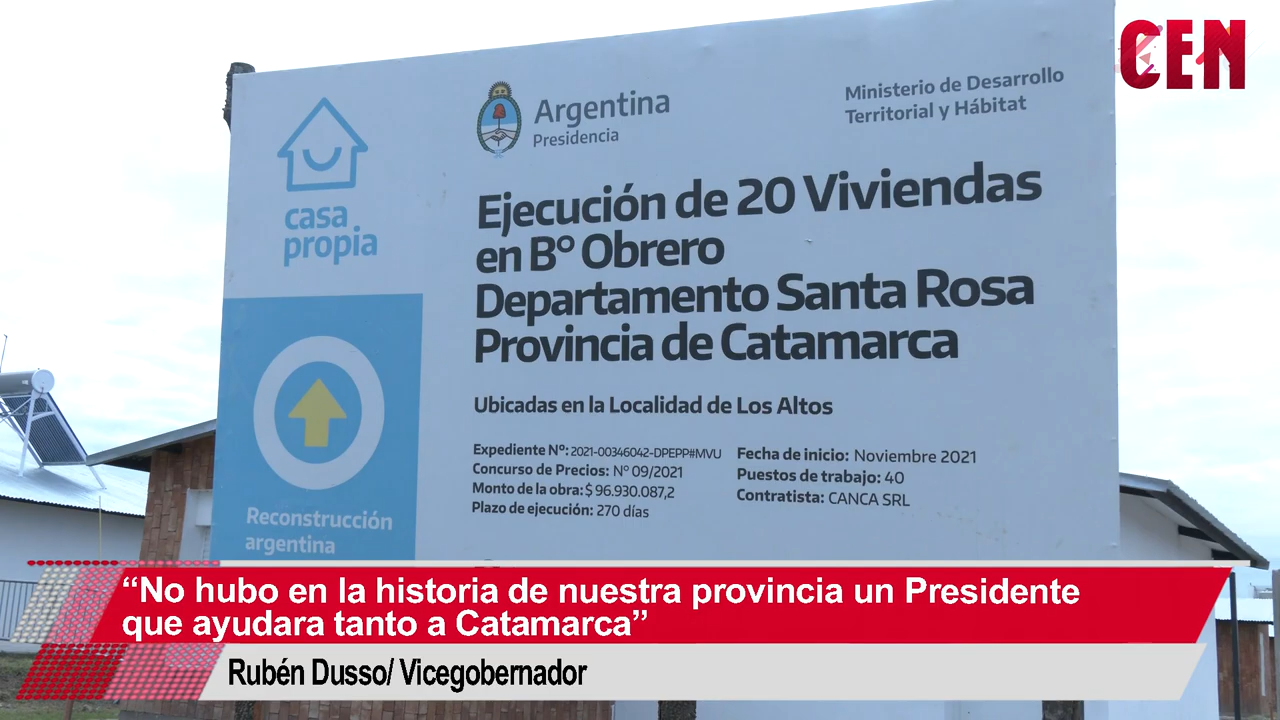 CEN
casa
propia
Argentina
Presidencia
Ministerio de Desarrollo
Territorial y Hábitat
Ejecución de 20 Viviendas
en Bº Obrero
Departamento Santa Rosa
Provincia de Catamarca
Ubicadas en la Localidad de Los Altos
Expediente Nº: 2021-00346042-DPEPP#MVU
Concurso de Precios: Nº 09/2021
Monto de la obra: $ 96.930.087,2
Plazo de ejecución: 270 días
Fecha de inicio: Noviembre 2021
Puestos de trabajo: 40
Contratista: CANCA SRL
Reconstrucción
argentina
“No hubo en la historia de nuestra provincia un Presidente
que ayudara tanto a Catamarca”
Rubén Dusso/ Vicegobernador